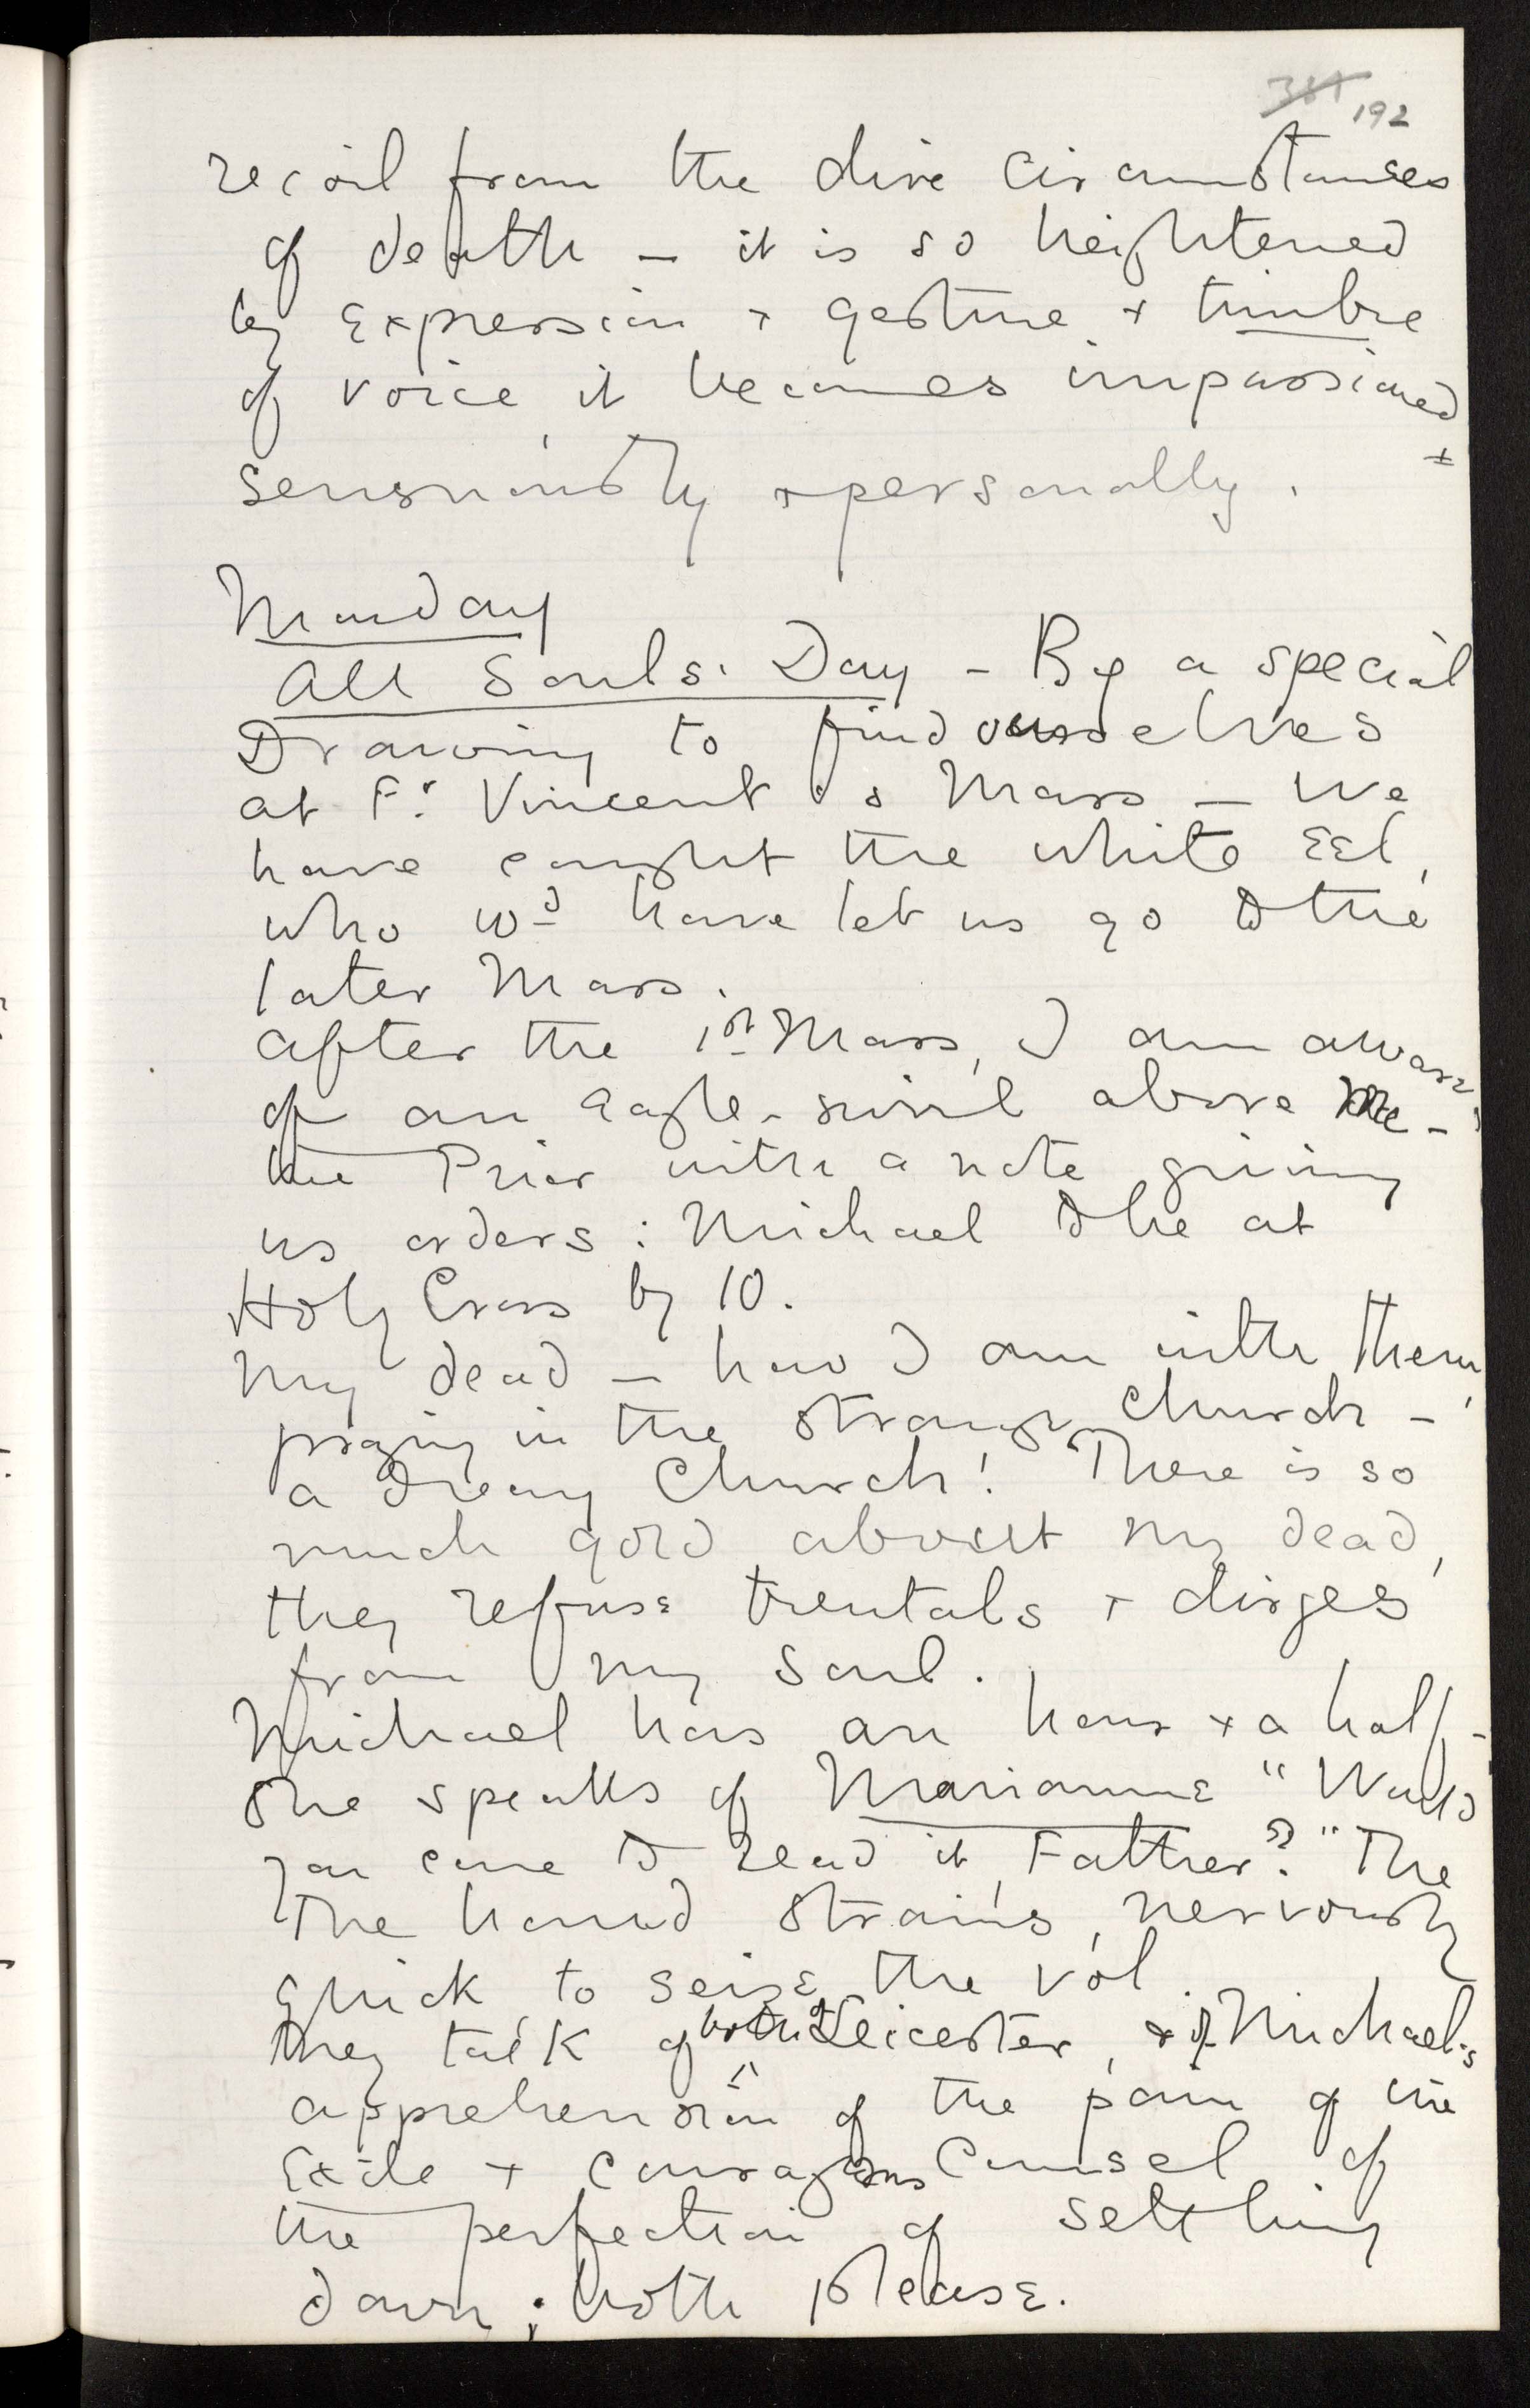 381 192
recoil from the dire circumstances
of death – it is so heightened
by expression + gesture + timbre
of voice, it becomes impassioned
+
sensuously + personally.
Monday
All Souls' Day – By a special
Drawing to find ourselves
at Fr. Vincent's Mass – We
have caught the white Eel,
who wd have let us go to the
later Mass.
After the 1st Mass, I am aware
of an eagle-swirl above me –
the Prior with a note giving
us orders: Michael to be at
Holy Cross by 10.
My dead – how I am with them,
praying in the strange Church –
a dreary Church! There is so
much gold about my dead,
they refuse trentals + dirges
from my soul.
Michael has an hour + a half –
She speaks of Marianne "Would
you care to read it, Father?" The
The hand strains, nervously
quick to seize the vol.
They talk of both of Leicester, + of Michael's
apprehension of the pain of the
Exile + courageous counsel of
the perfection of settling
down; both please.